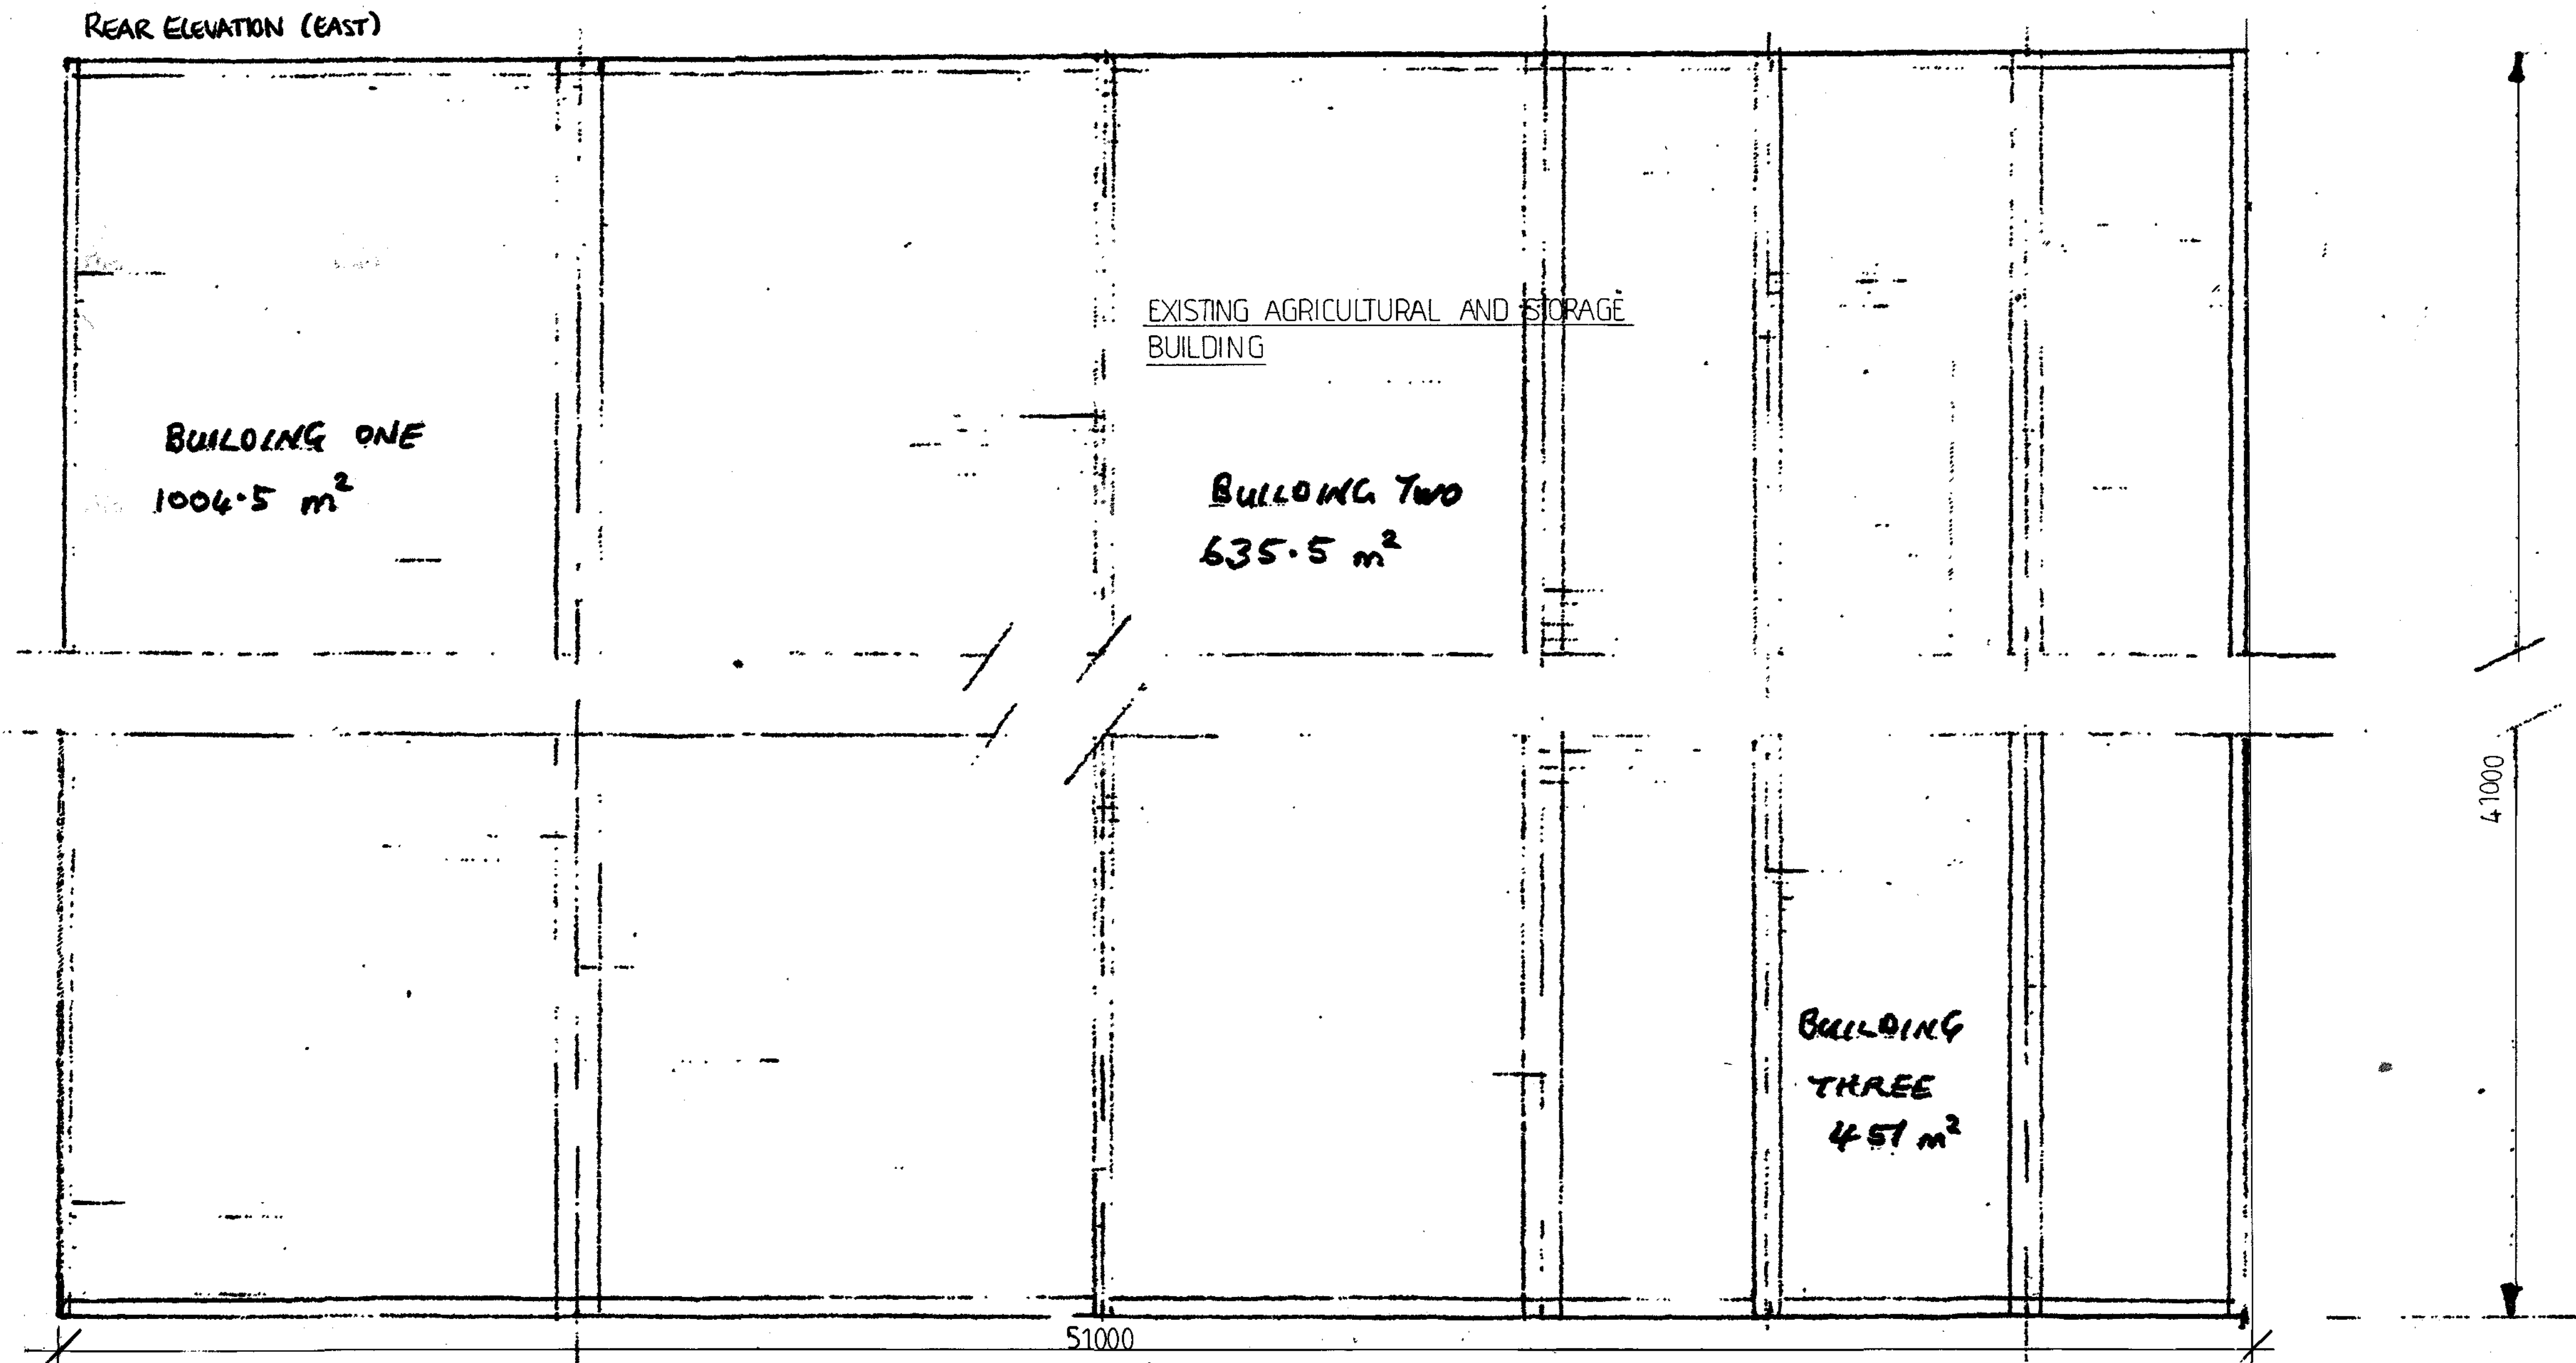 REAR ELEVATION (EAST)
EXISTING AGRICULTURAL AND STORAGE
BUILDING
BUILDING ONE
1004.5 m²
BUILDING TWO
635.5 m²
41000
BUILDING
THREE
451 m²
51000